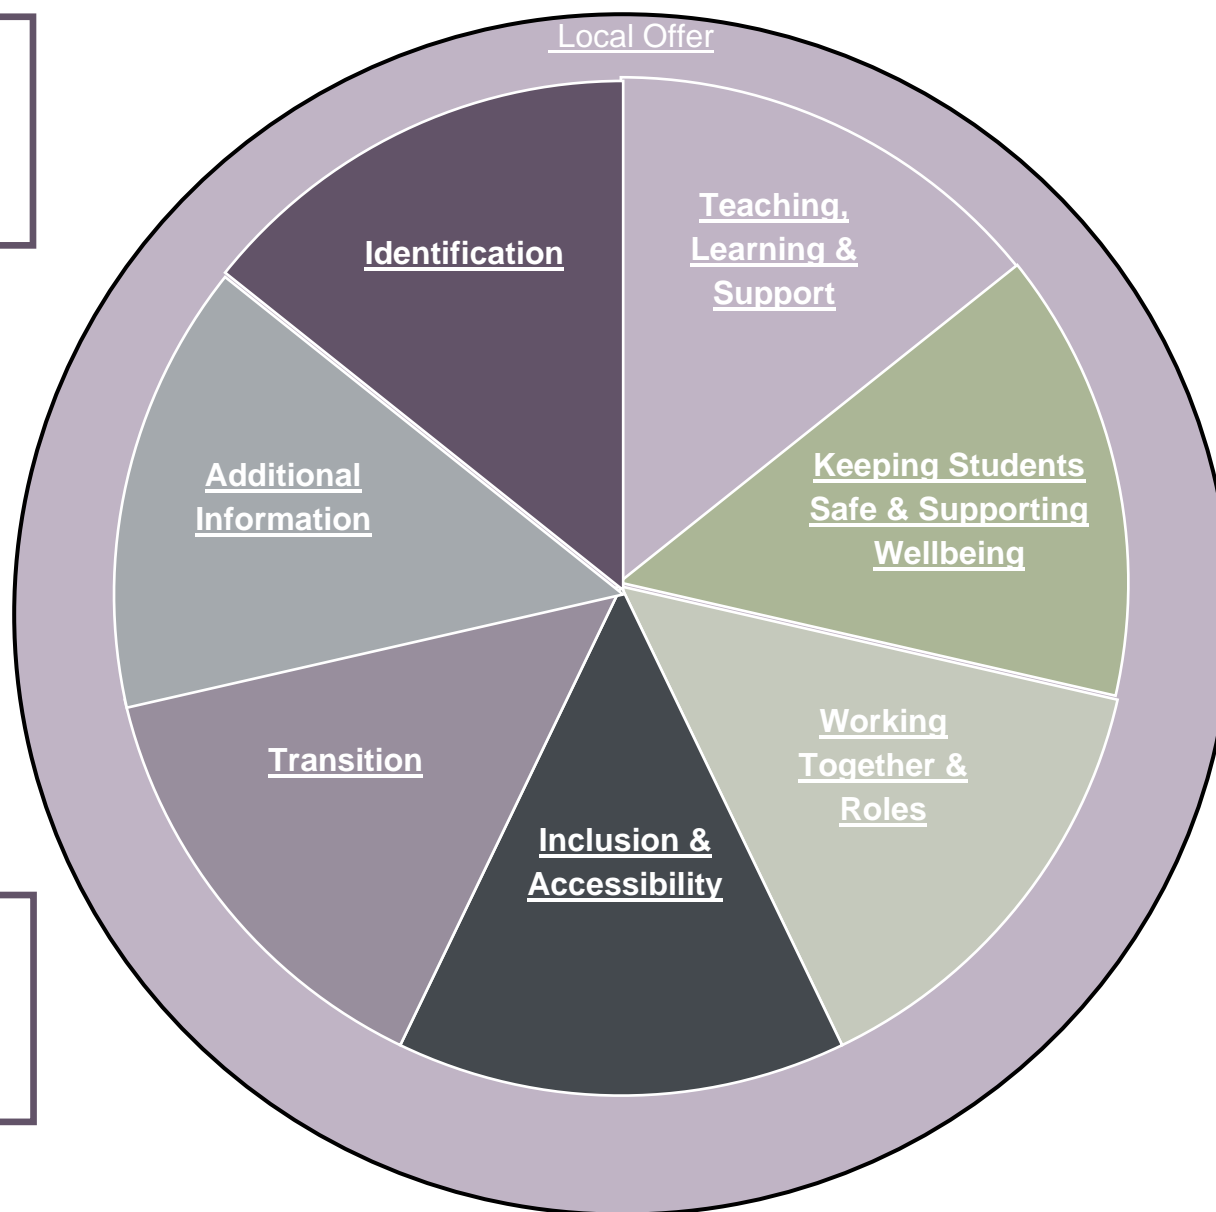 Local Offer
Identification
Teaching,
Learning &
Support
Keeping Students
Safe & Supporting
Wellbeing
Working
Together &
Roles
Inclusion &
Accessibility
Transition
Additional
Information